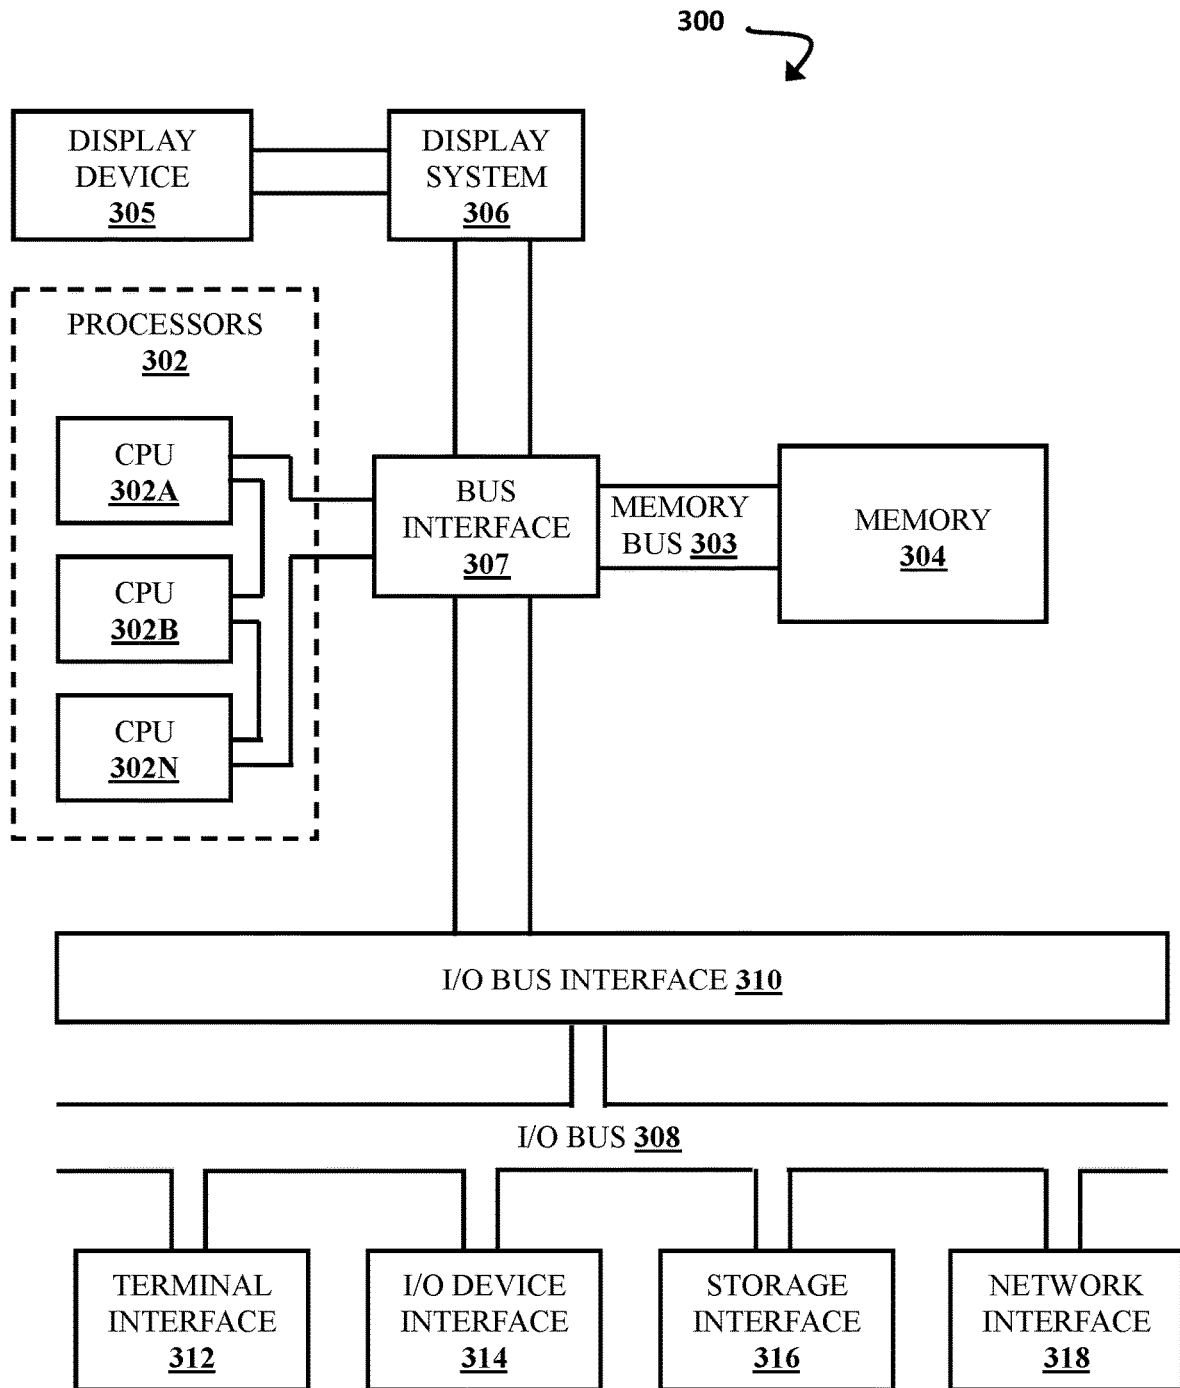 300
DISPLAY
DEVICE
305
DISPLAY
SYSTEM
306
PROCESSORS
302
CPU
302A
CPU
302B
CPU
302N
BUS
INTERFACE
307
MEMORY
BUS 303
MEMORY
304
I/O BUS INTERFACE 310
I/O BUS 308
TERMINAL
INTERFACE
312
I/O DEVICE
INTERFACE
314
STORAGE
INTERFACE
316
NETWORK
INTERFACE
318